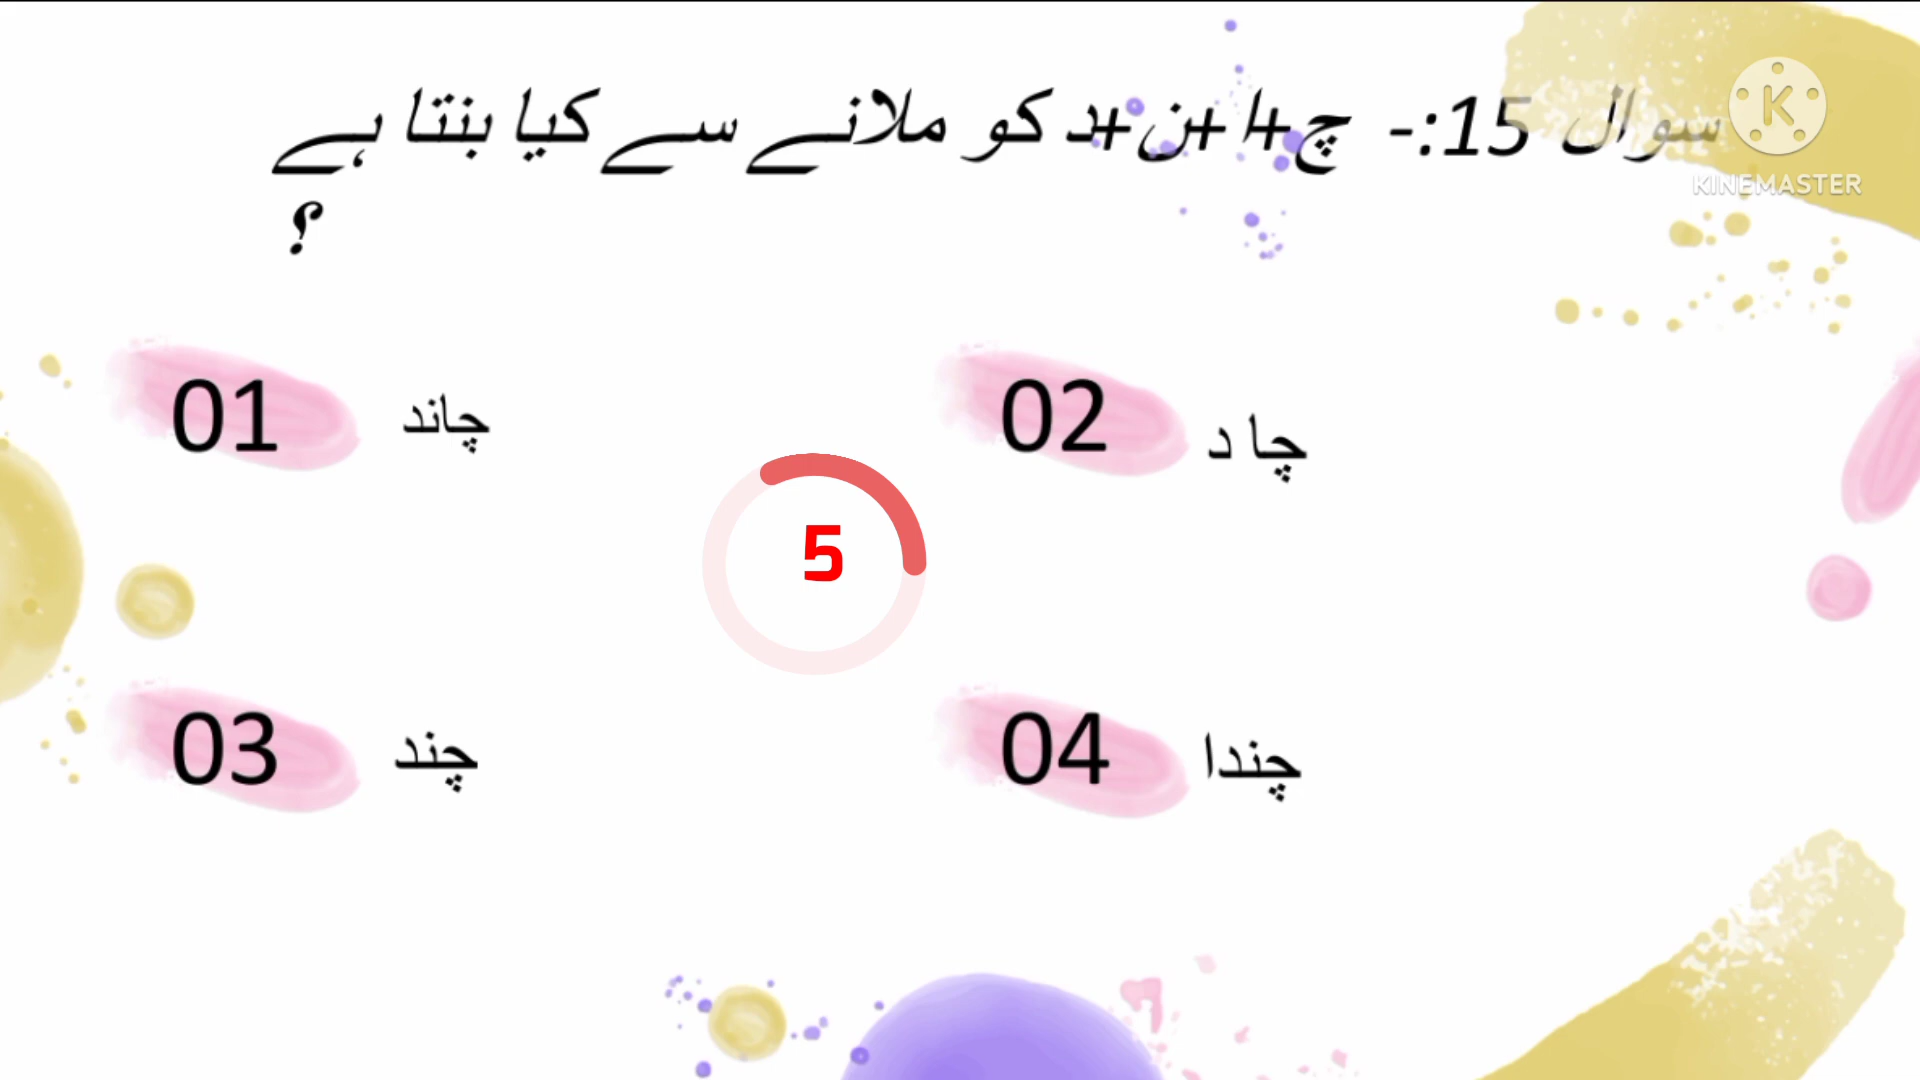 سوال 15:- چ+ا+ن+د کو ملانے سے کیا بنتا ہے
؟
KINEMASTER
01 چاند
02 چا د
5
03 چند
04 چندا